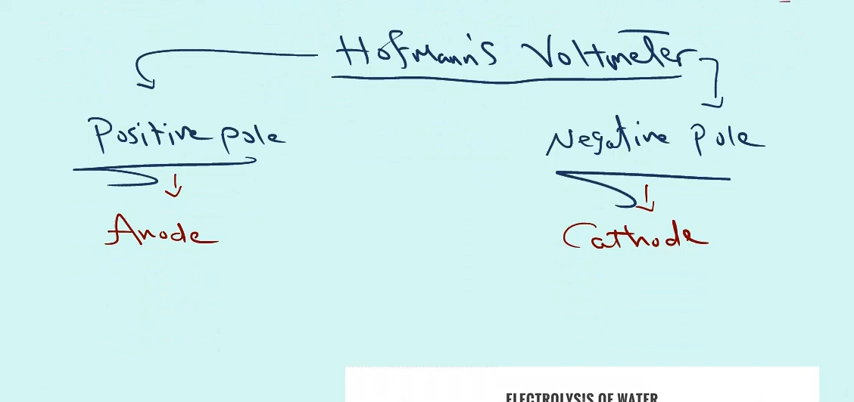 Hofmann's Voltmeter
Positive pole
Negative Pole
Anode
Cathode
ELECTROLYSIS OF WATER